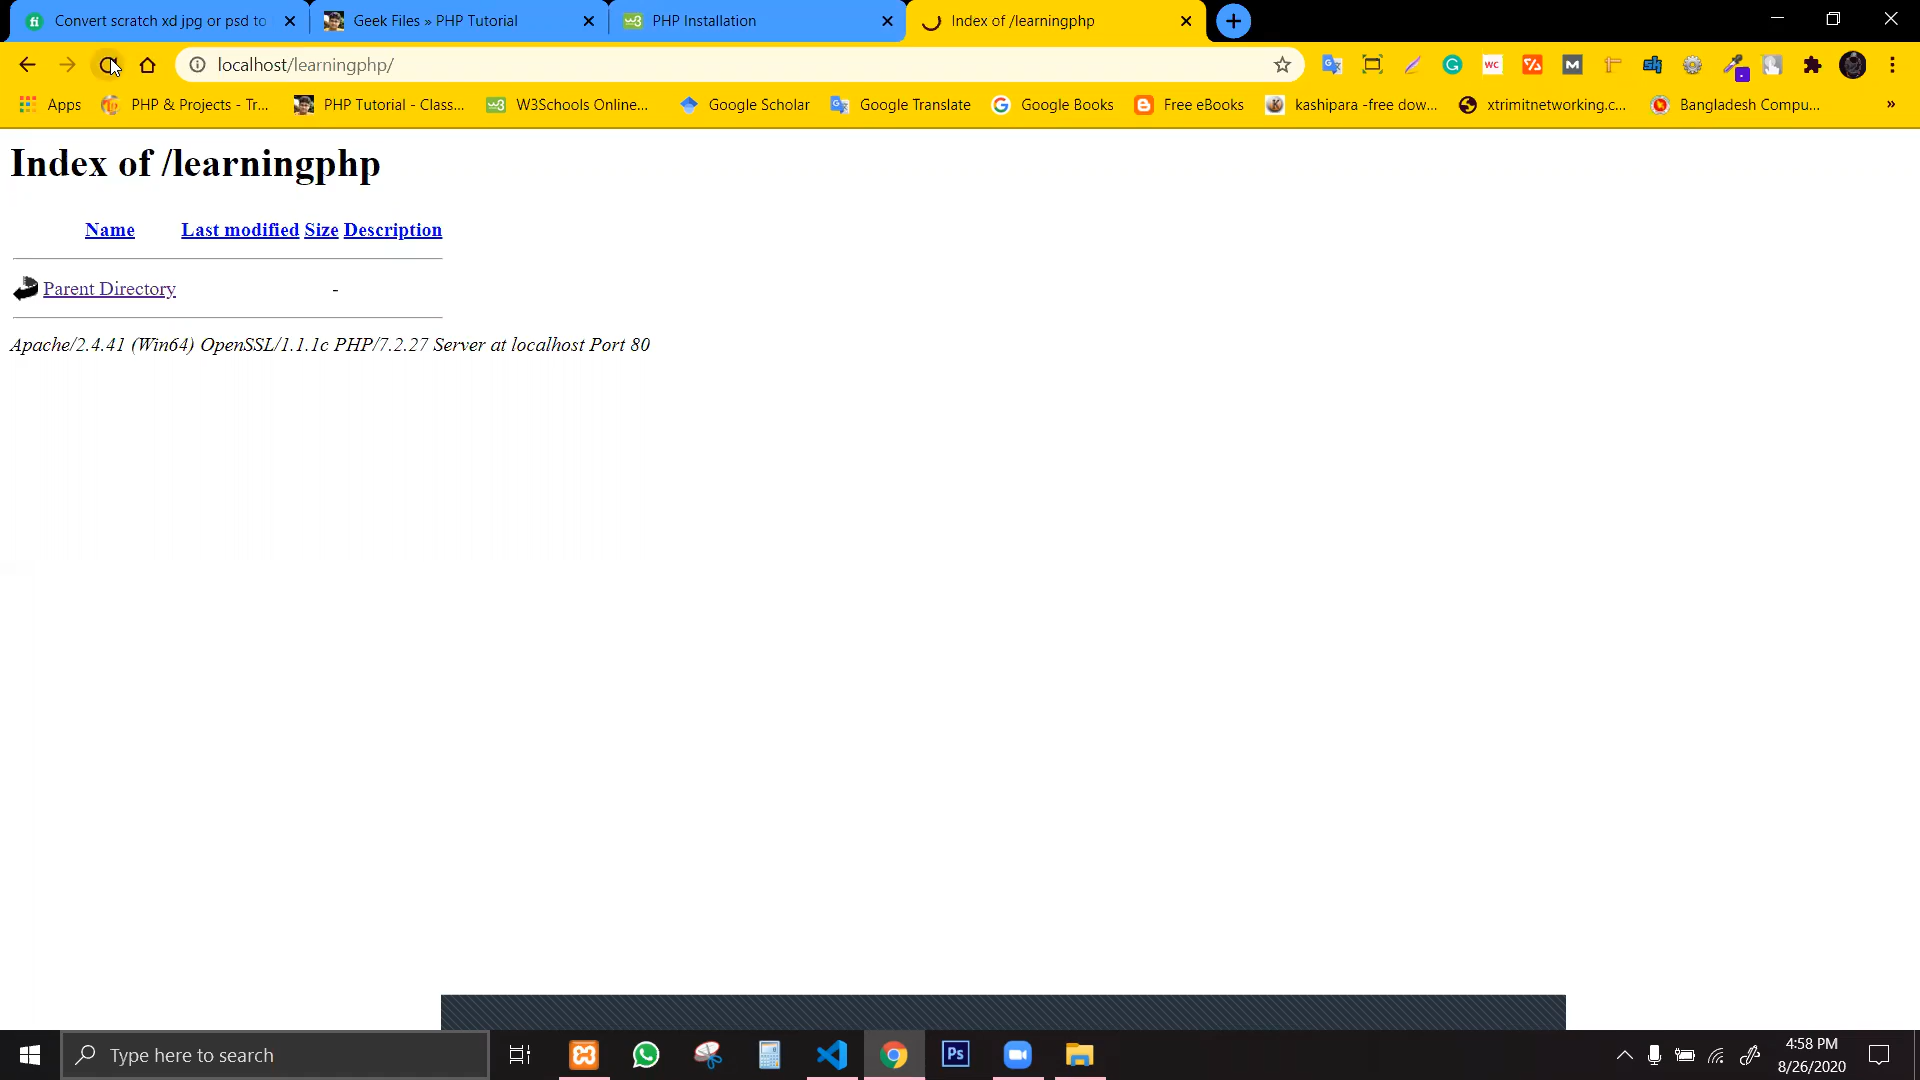 Convert scratch xd jpg or psd to
Geek Files » PHP Tutorial
PHP Installation
Index of /learningphp
localhost/learningphp/
Apps
PHP & Projects - Tr...
PHP Tutorial - Class...
W3Schools Online...
Google Scholar
Google Translate
Google Books
Free eBooks
kashipara -free dow...
xtrimitnetworking.c...
Bangladesh Compu...
»
Index of /learningphp
Name Last modified Size Description
Parent Directory -
Apache/2.4.41 (Win64) OpenSSL/1.1.1c PHP/7.2.27 Server at localhost Port 80
Type here to search
4:58 PM
8/26/2020